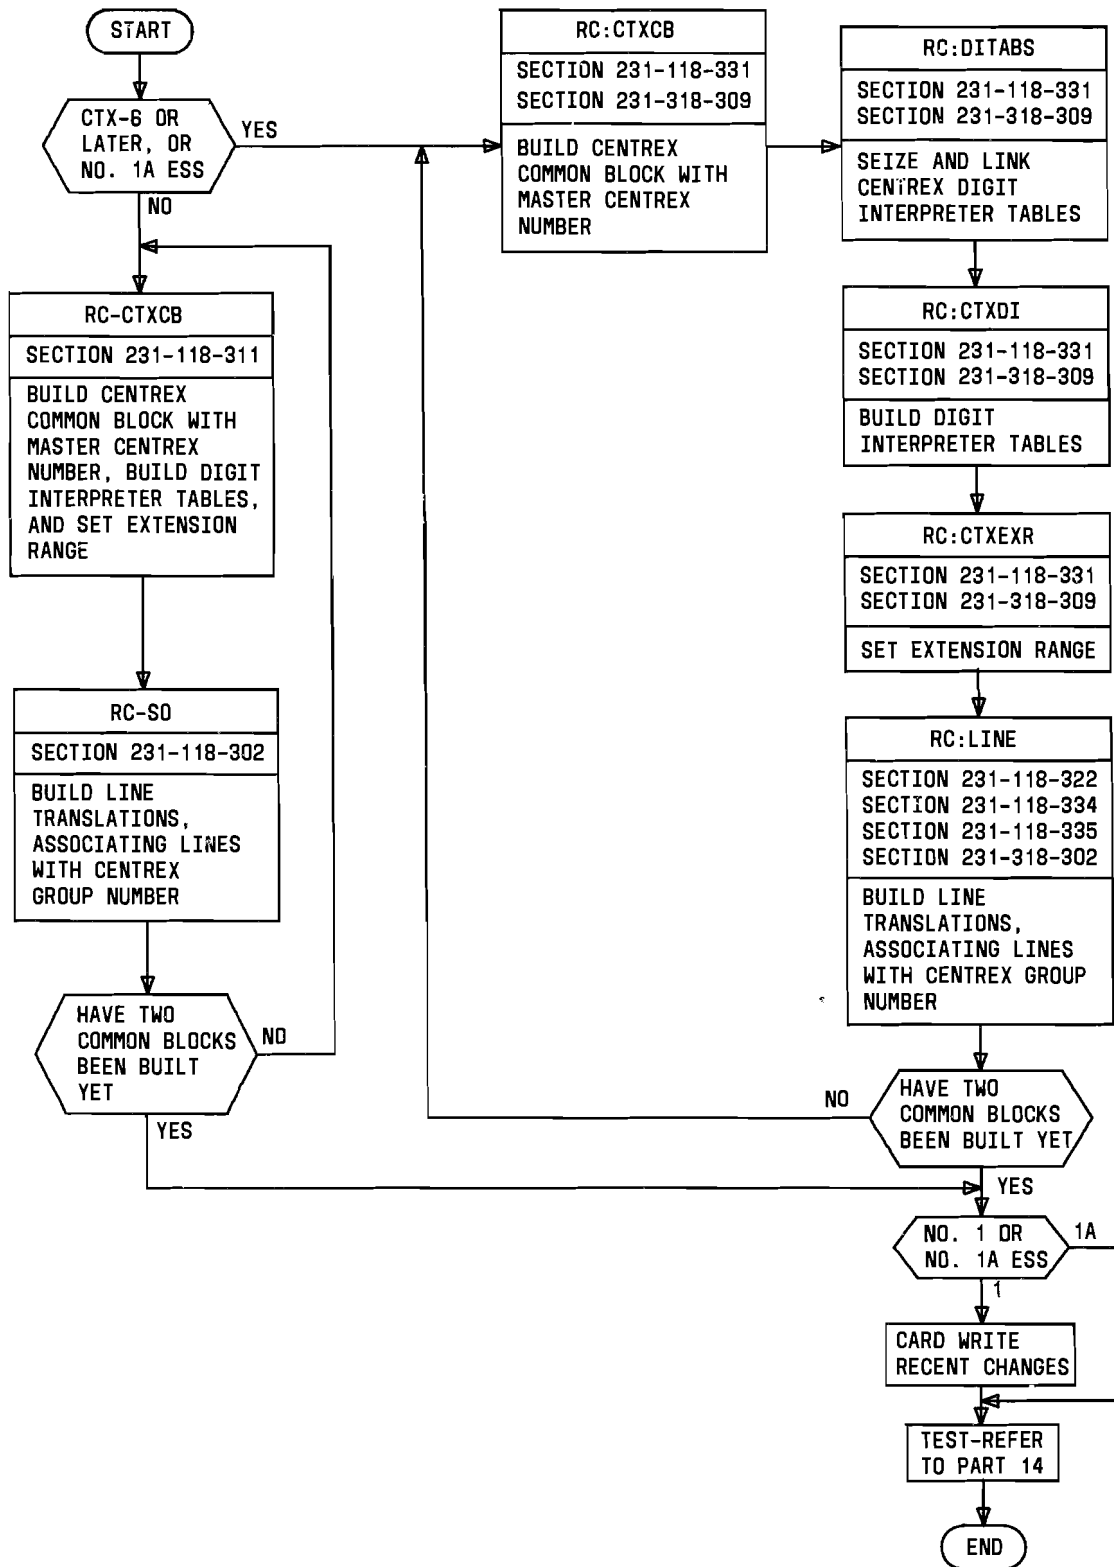 START
CTX-6 OR
LATER, OR
NO. 1A ESS
YES
NO
RC-CTXCB
SECTION 231-118-311
BUILD CENTREX
COMMON BLOCK WITH
MASTER CENTREX
NUMBER, BUILD DIGIT
INTERPRETER TABLES,
AND SET EXTENSION
RANGE
RC-SO
SECTION 231-118-302
BUILD LINE
TRANSLATIONS,
ASSOCIATING LINES
WITH CENTREX
GROUP NUMBER
HAVE TWO
COMMON BLOCKS
BEEN BUILT
YET
NO
YES
RC:CTXCB
SECTION 231-118-331
SECTION 231-318-309
BUILD CENTREX
COMMON BLOCK WITH
MASTER CENTREX
NUMBER
RC:DITABS
SECTION 231-118-331
SECTION 231-318-309
SEIZE AND LINK
CENTREX DIGIT
INTERPRETER TABLES
RC:CTXDI
SECTION 231-118-331
SECTION 231-318-309
BUILD DIGIT
INTERPRETER TABLES
RC:CTXEXR
SECTION 231-118-331
SECTION 231-318-309
SET EXTENSION RANGE
RC:LINE
SECTION 231-118-322
SECTION 231-118-334
SECTION 231-118-335
SECTION 231-318-302
BUILD LINE
TRANSLATIONS,
ASSOCIATING LINES
WITH CENTREX GROUP
NUMBER
HAVE TWO
COMMON BLOCKS
BEEN BUILT YET
NO
YES
NO. 1 OR
NO. 1A ESS
1A
1
CARD WRITE
RECENT CHANGES
TEST-REFER
TO PART 14
END